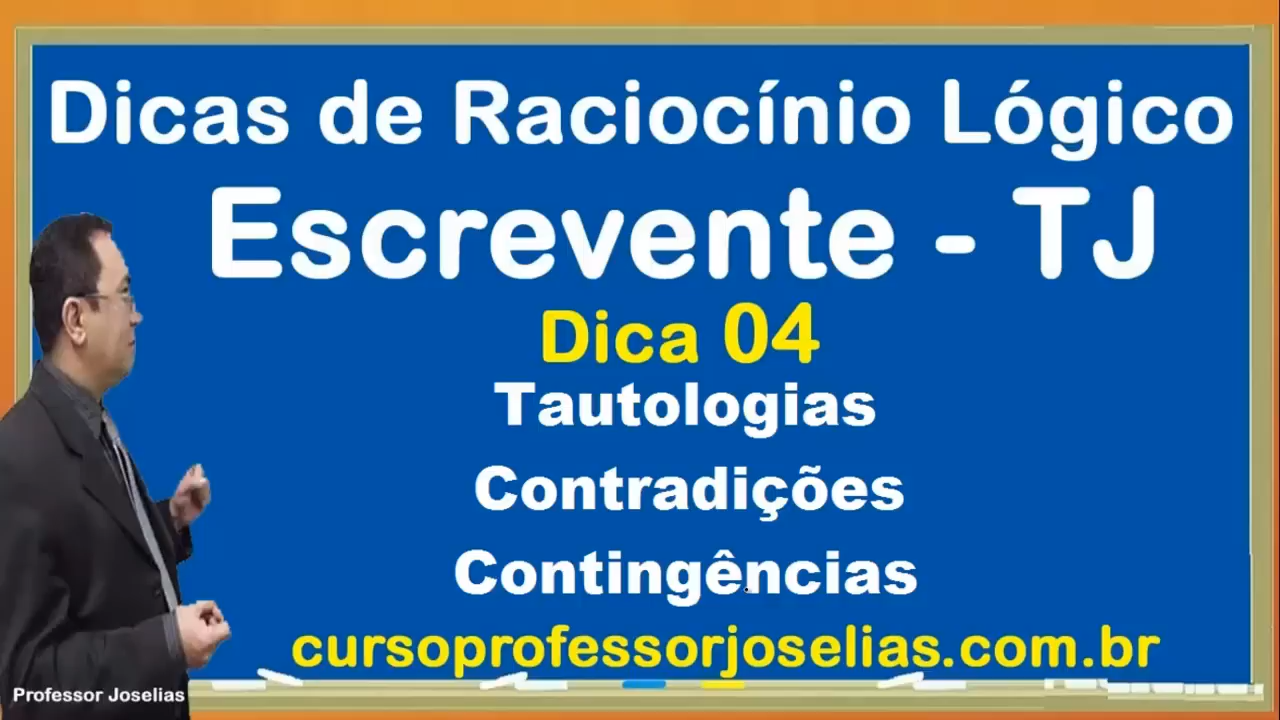 Dicas de Raciocínio Lógico
Escrevente - TJ
Dica 04
Tautologias
Contradições
Contingências
cursoprofessorjoselias.com.br
Professor Joselias